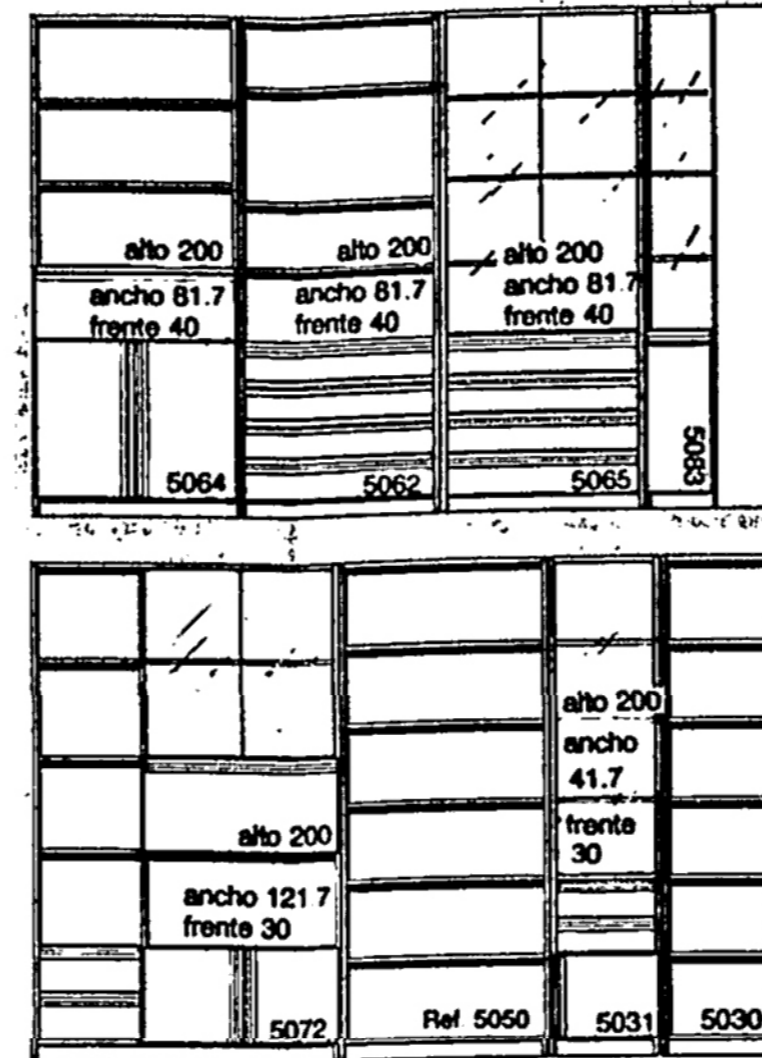 alto 200
ancho 81.7
frente 40
5064
alto 200
ancho 81.7
frente 40
5062
alto 200
ancho 81.7
frente 40
5065
5063
alto 200
ancho 121.7
frente 30
5072
Ref. 5050
alto 200
ancho
41.7
frente
30
5031
5030